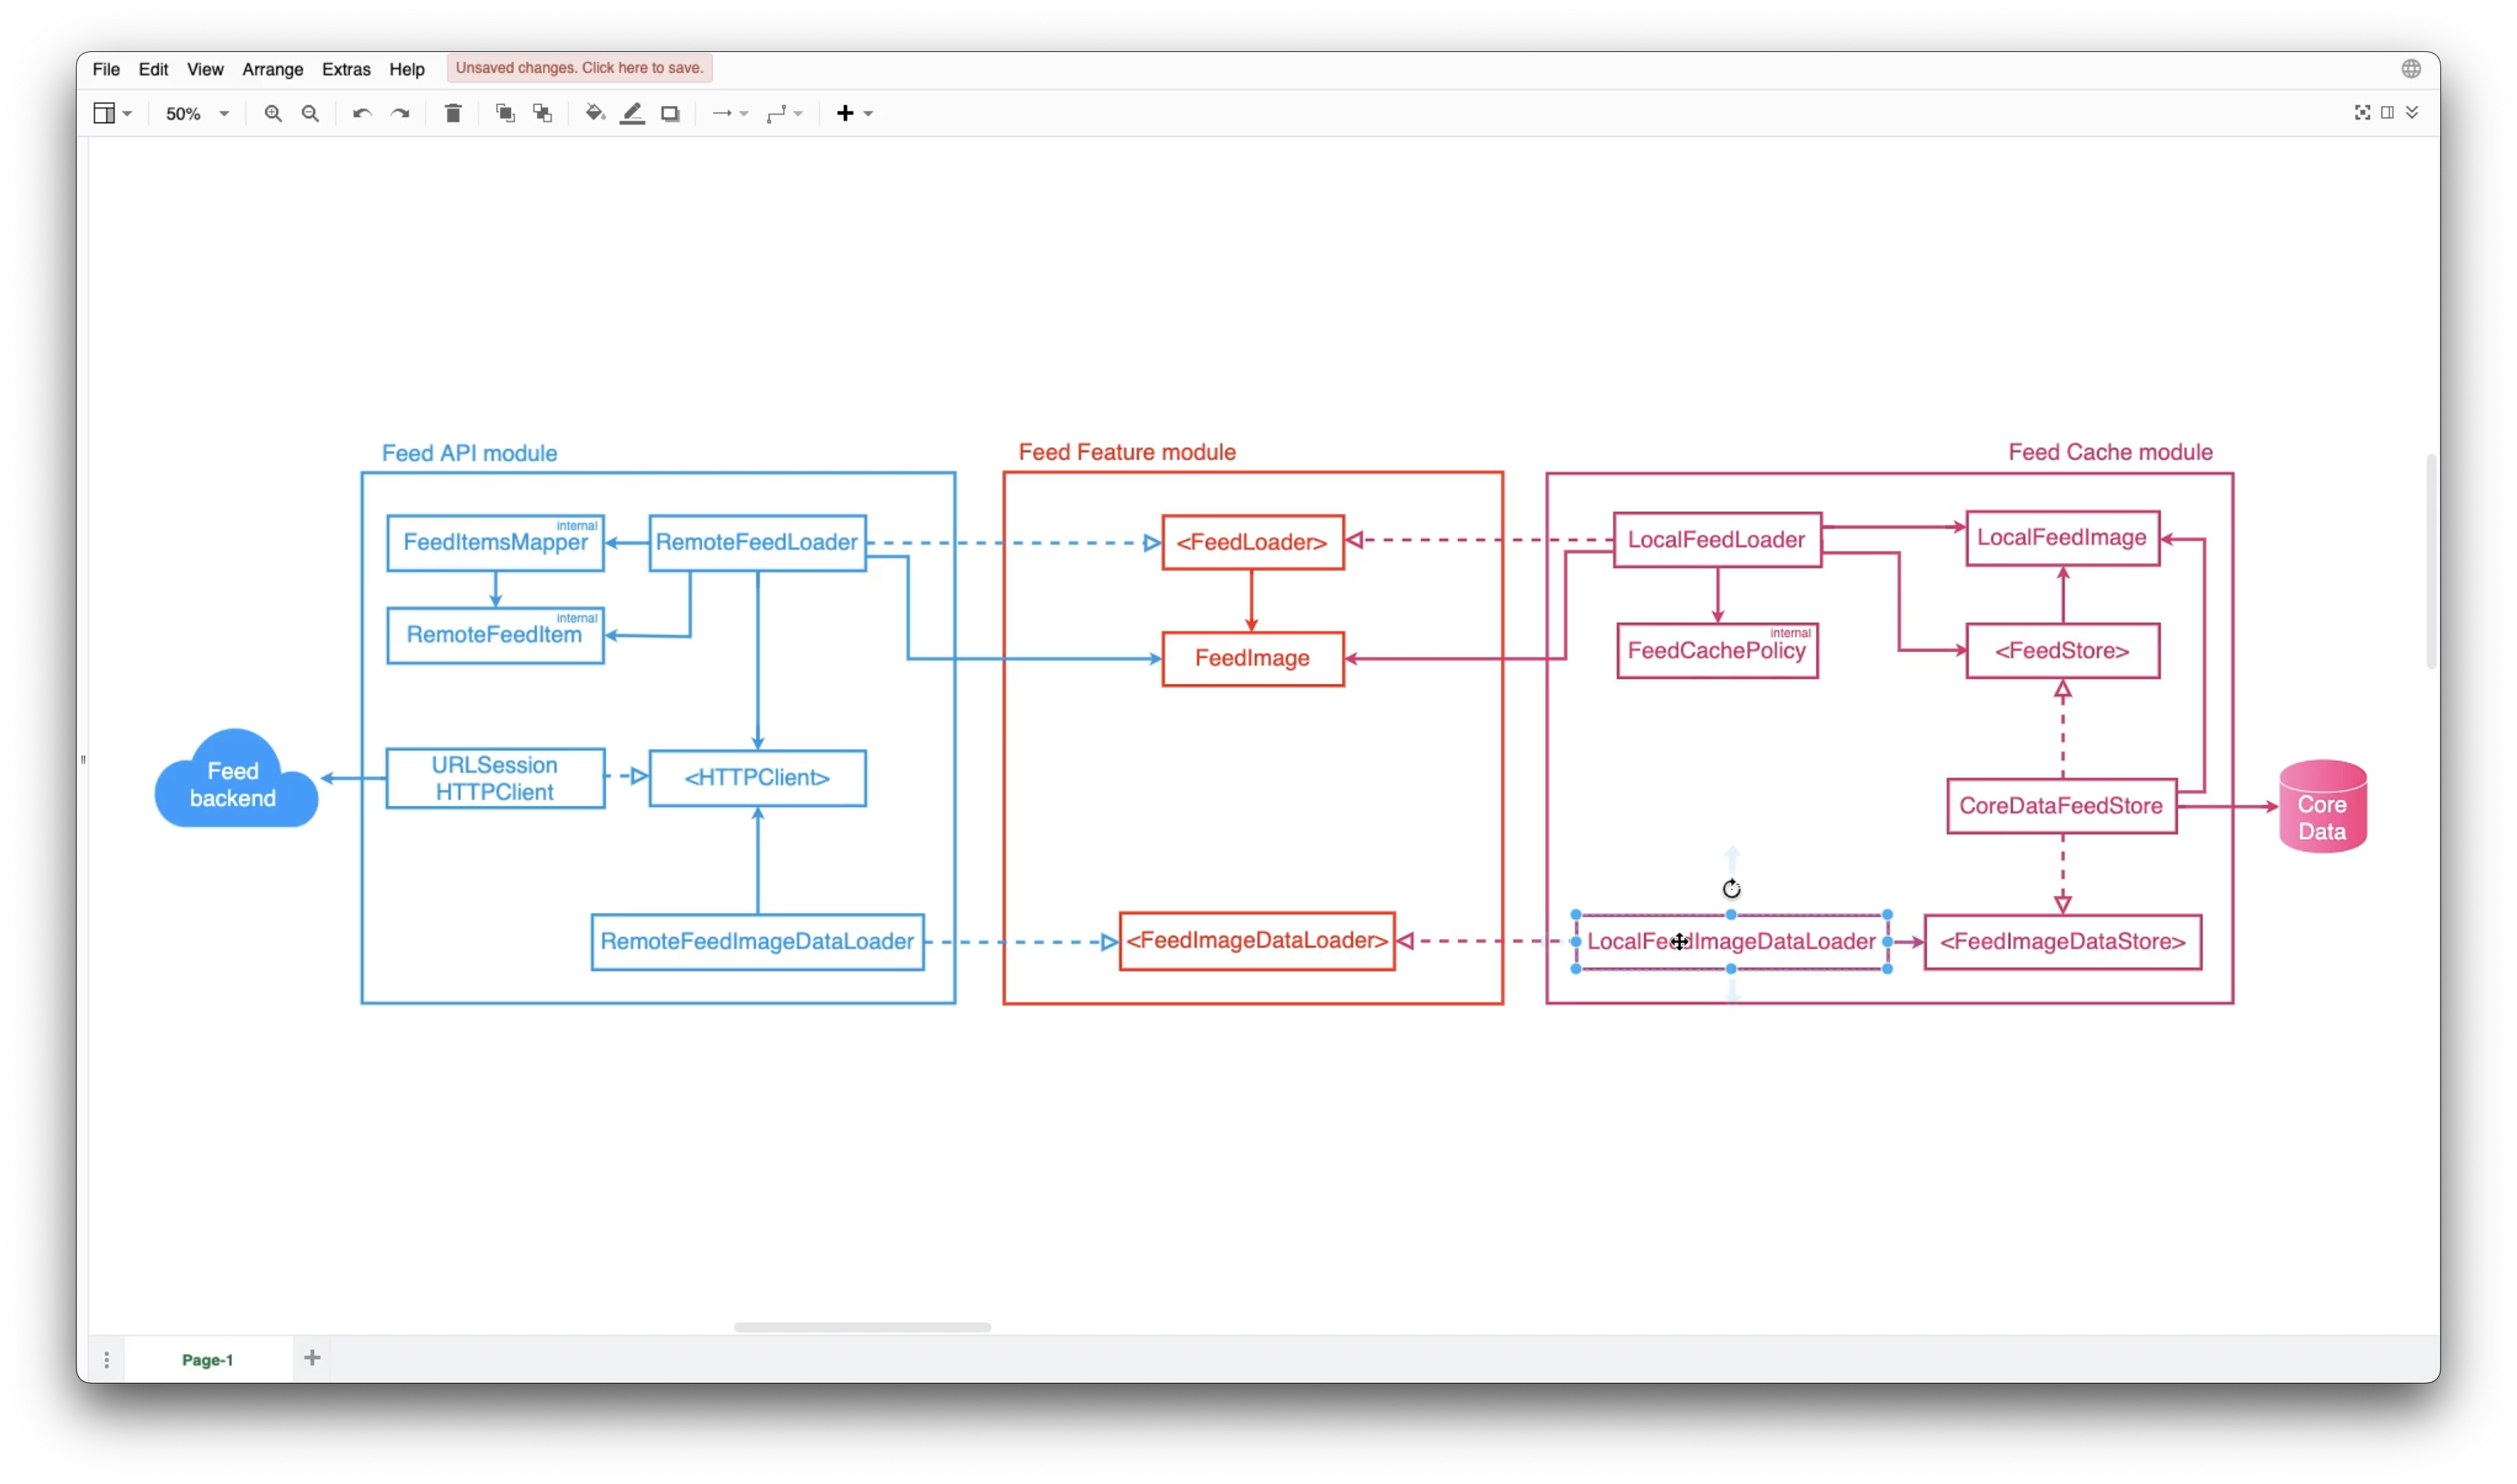 File Edit View Arrange Extras Help Unsaved changes. Click here to save.
50%
Feed API module
Feed Feature module
Feed Cache module
internal
FeedItemsMapper
RemoteFeedLoader
<FeedLoader>
LocalFeedLoader
LocalFeedImage
internal
RemoteFeedItem
FeedImage
internal
FeedCachePolicy
<FeedStore>
Feed
backend
URLSession
HTTPClient
<HTTPClient>
CoreDataFeedStore
Core
Data
RemoteFeedImageDataLoader
<FeedImageDataLoader>
LocalFeedImageDataLoader
<FeedImageDataStore>
Page-1